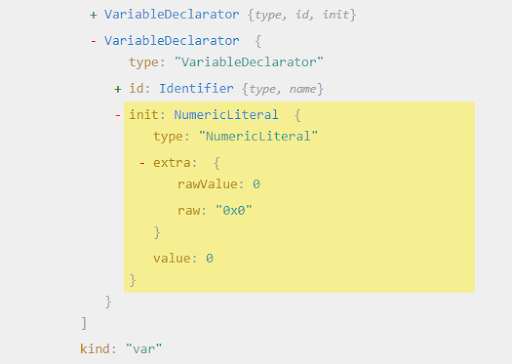 + VariableDeclarator {type, id, init}
- VariableDeclarator {
type: "VariableDeclarator"
+ id: Identifier {type, name}
- init: NumericLiteral {
type: "NumericLiteral"
- extra: {
rawValue: 0
raw: "0x0"
}
value: 0
}
}
]
kind: "var"